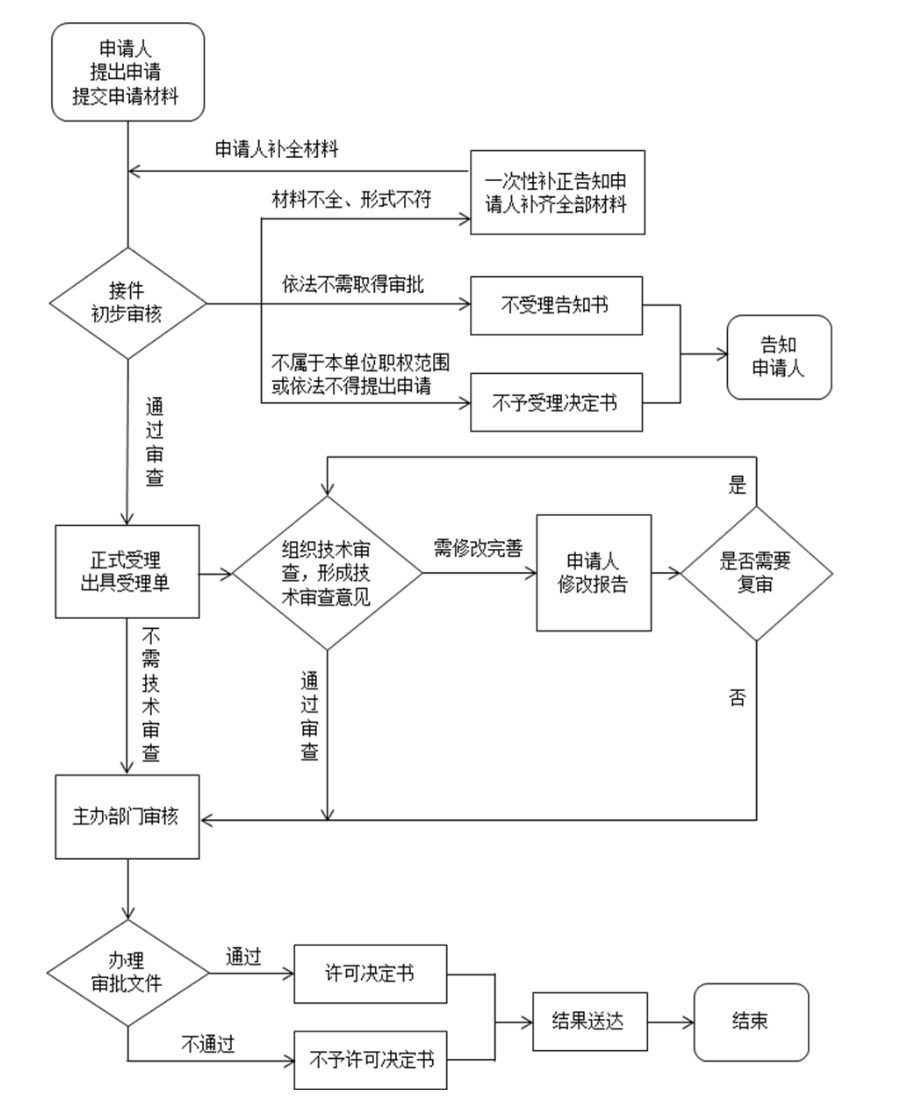 申请人
提出申请
提交申请材料
申请人补全材料
一次性补正告知申
请人补齐全部材料
材料不全、形式不符
接件
初步审核
依法不需取得审批
不受理告知书
告知
申请人
不属于本单位职权范围
或依法不得提出申请
不予受理决定书
通过审查
是
正式受理
出具受理单
组织技术审
查，形成技
术审查意见
需修改完善
申请人
修改报告
是否需要
复审
不需技术审查
通过审查
否
主办部门审核
办理
审批文件
通过
许可决定书
结果送达
结束
不通过
不予许可决定书